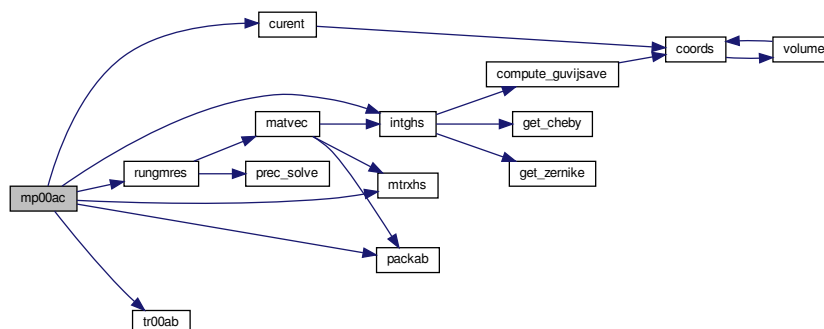 curent
coords
volume
compute_guvijsave
matvec
intghs
get_cheby
rungmres
prec_solve
get_zernike
mtrxhs
mp00ac
packab
tr00ab